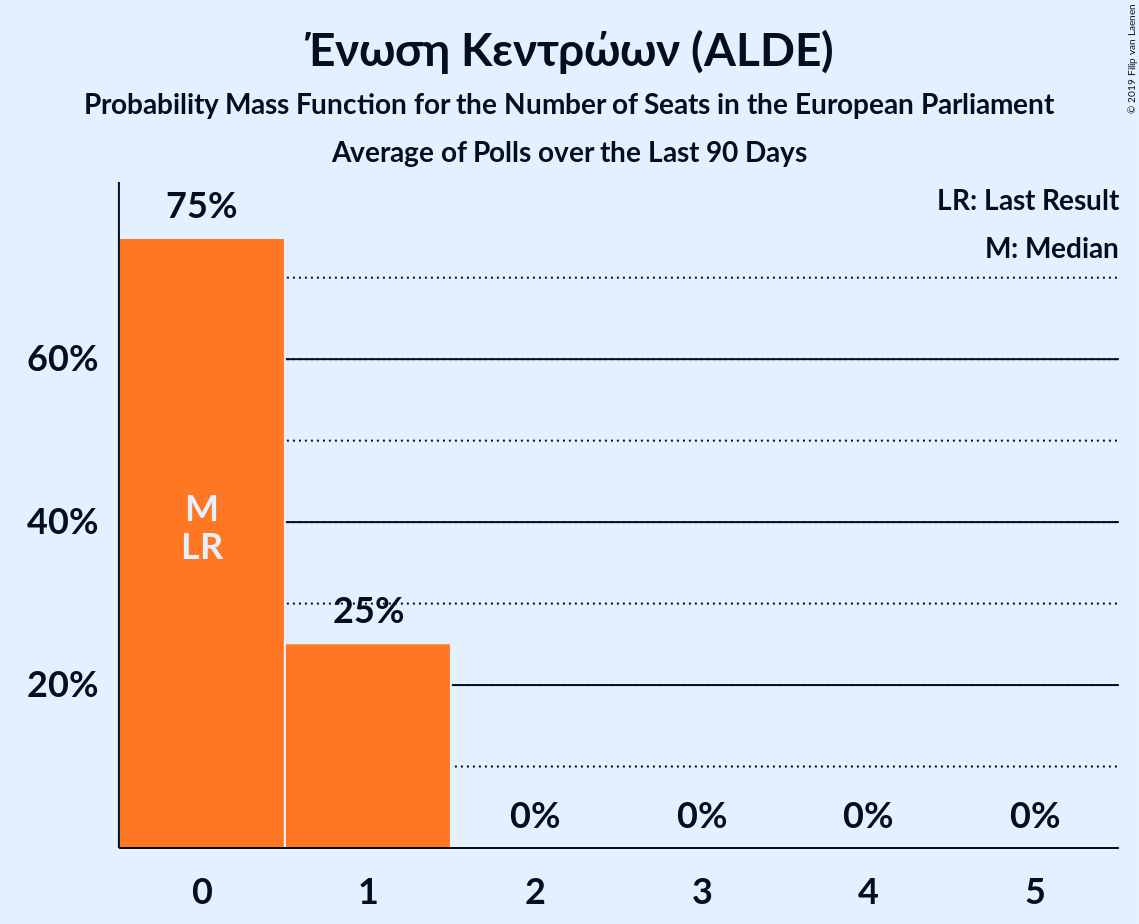 Ένωση Κεντρώων (ALDE)
Probability Mass Function for the Number of Seats in the European Parliament
Average of Polls over the Last 90 Days
© 2019 Filip van Laenen
LR: Last Result
M: Median
75%
60%
40%
20%
M
LR
25%
0% 0% 0% 0%
0 1 2 3 4 5